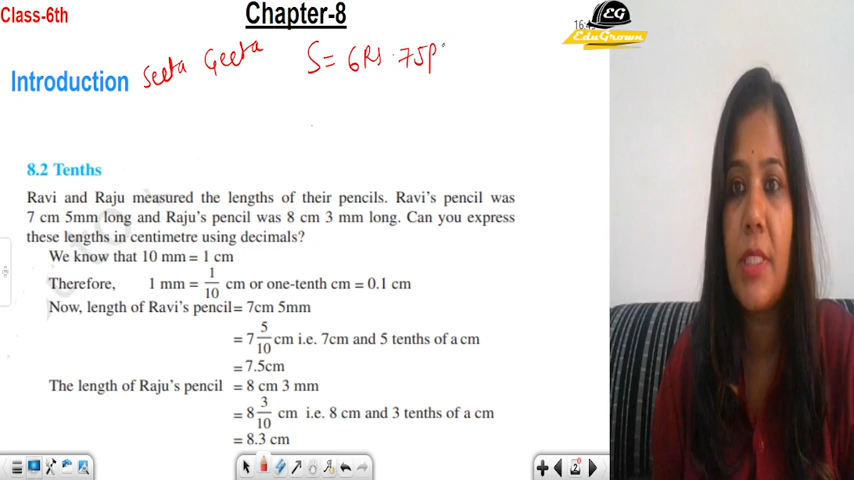 Class-6th
Chapter-8
EG
EduGrown
Introduction Seeta Geeta S= 6Rs. 75p
8.2 Tenths
Ravi and Raju measured the lengths of their pencils. Ravi's pencil was
7 cm 5mm long and Raju's pencil was 8 cm 3 mm long. Can you express
these lengths in centimetre using decimals?
We know that 10 mm = 1 cm
Therefore, 1 mm = 1/10 cm or one-tenth cm = 0.1 cm
Now, length of Ravi's pencil= 7cm 5mm
= 7 5/10 cm i.e. 7cm and 5 tenths of a cm
= 7.5cm
The length of Raju's pencil = 8 cm 3 mm
= 8 3/10 cm i.e. 8 cm and 3 tenths of a cm
= 8.3 cm
2